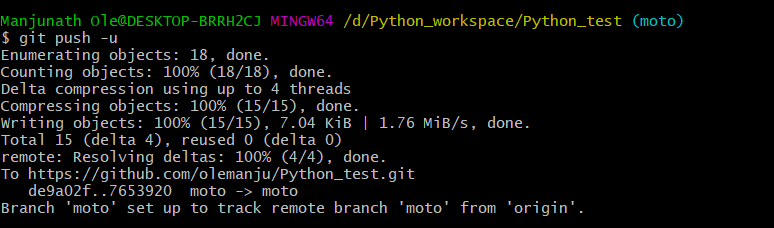 Manjunath Ole@DESKTOP-BRRH2CJ MINGW64 /d/Python_workspace/Python_test (moto)
$ git push -u
Enumerating objects: 18, done.
Counting objects: 100% (18/18), done.
Delta compression using up to 4 threads
Compressing objects: 100% (15/15), done.
Writing objects: 100% (15/15), 7.04 KiB | 1.76 MiB/s, done.
Total 15 (delta 4), reused 0 (delta 0)
remote: Resolving deltas: 100% (4/4), done.
To https://github.com/olemanju/Python_test.git
   de9a02f..7653920  moto -> moto
Branch 'moto' set up to track remote branch 'moto' from 'origin'.